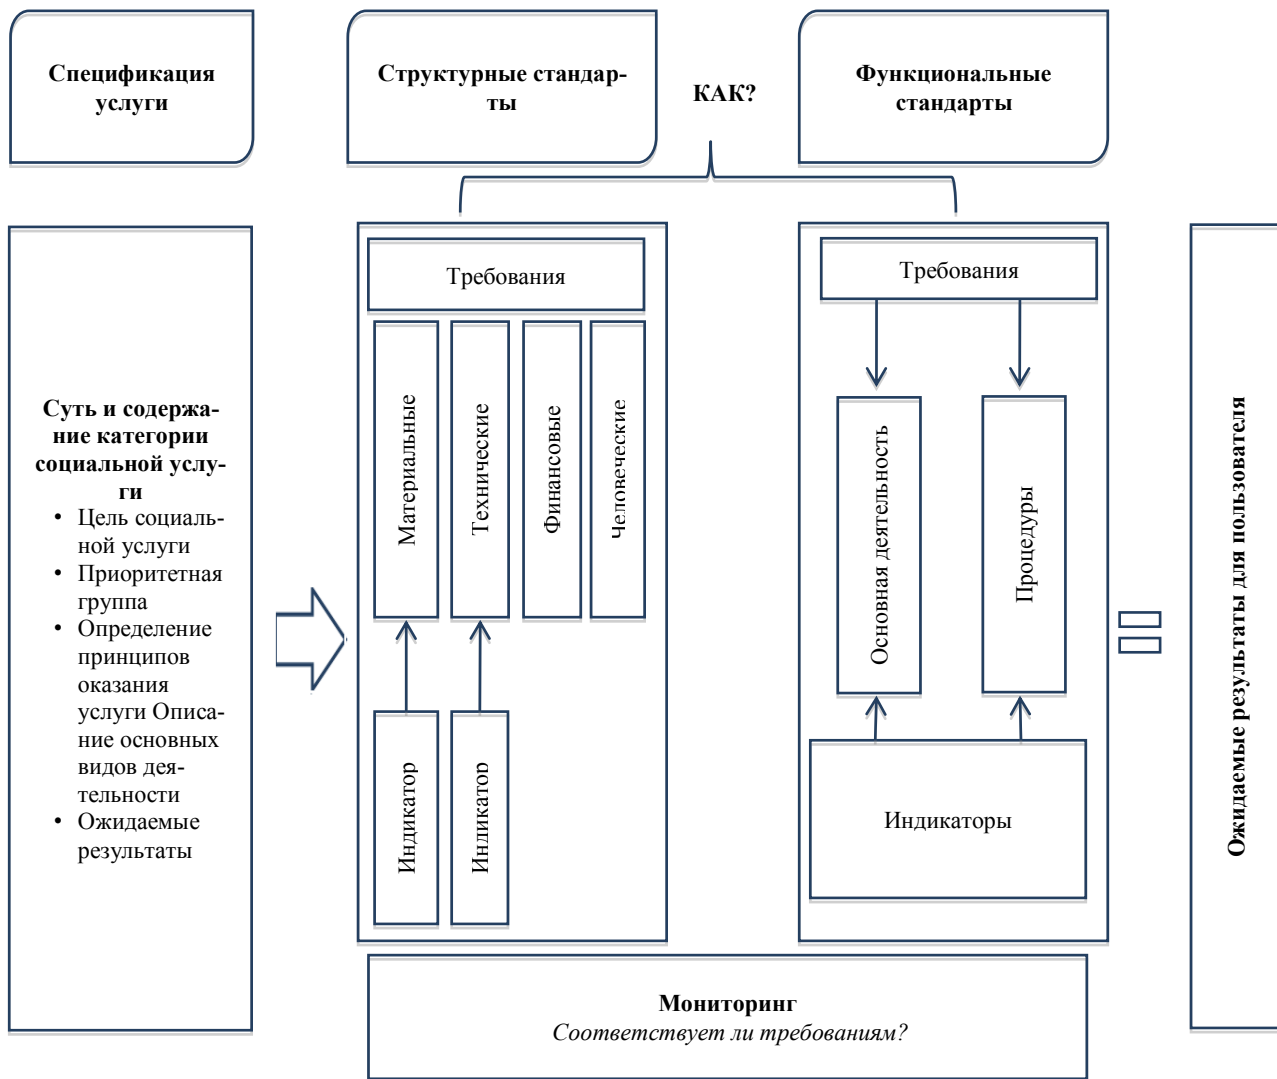 Спецификация
услуги
Структурные стандар-
ты
КАК?
Функциональные
стандарты
Суть и содержа-
ние категории
социальной услу-
ги
• Цель социаль-
ной услуги
• Приоритетная
группа
• Определение
принципов
оказания
услуги Описа-
ние основных
видов дея-
тельности
• Ожидаемые
результаты
Требования
Материальные
Технические
Финансовые
Человеческие
Индикатор
Индикатор
Требования
Основная деятельность
Процедуры
Индикаторы
Мониторинг
Соответствует ли требованиям?
Ожидаемые результаты для пользователя